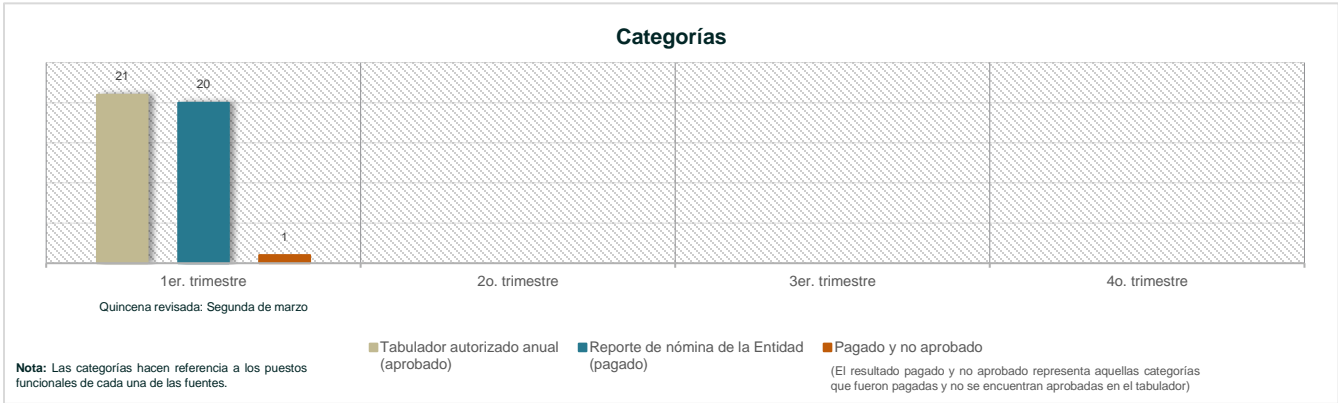 Categorías
21
20
1
1er. trimestre
2o. trimestre
3er. trimestre
4o. trimestre
Quincena revisada: Segunda de marzo
Tabulador autorizado anual
(aprobado)
Reporte de nómina de la Entidad
(pagado)
Pagado y no aprobado
(El resultado pagado y no aprobado representa aquellas categorías
que fueron pagadas y no se encuentran aprobadas en el tabulador)
Nota: Las categorías hacen referencia a los puestos
funcionales de cada una de las fuentes.